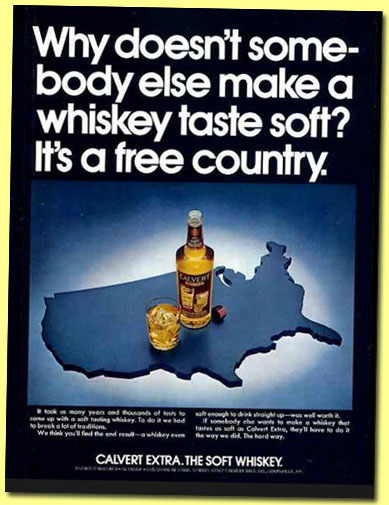 Why doesn't some-
body else make a
whiskey taste soft?
It's a free country.
CALVERT
EXTRA
It took us many years and thousands of tests to
come up with a soft tasting whiskey. To do it we had
to break a lot of traditions.
We think you'll find the end result—a whiskey even
soft enough to drink straight up—was well worth it.
If somebody else wants to make a whiskey that
tastes as soft as Calvert Extra, they'll have to do it
the way we did. The hard way.
CALVERT EXTRA. THE SOFT WHISKEY.